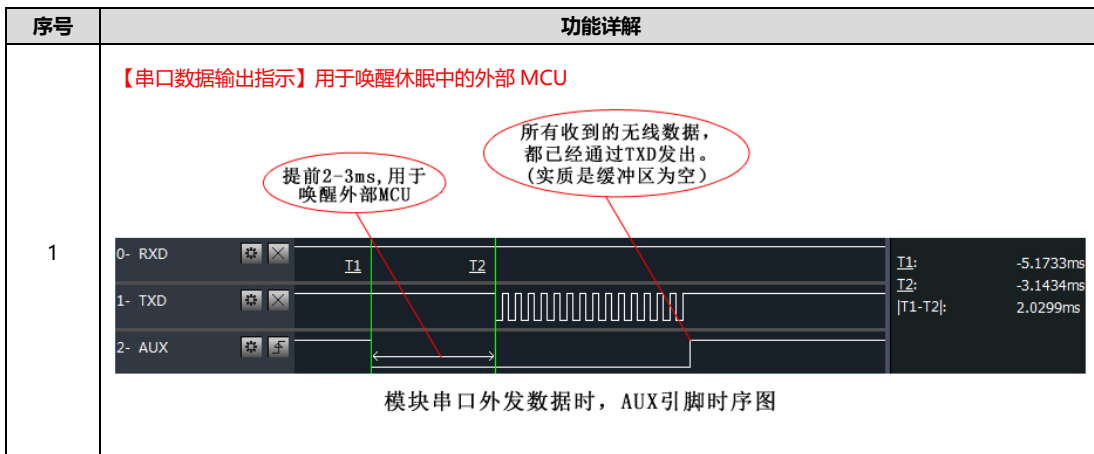 序号
功能详解
1
【串口数据输出指示】用于唤醒休眠中的外部 MCU
所有收到的无线数据，
都已经通过TXD发出。
(实质是缓冲区为空)
提前2-3ms,用于
唤醒外部MCU
0- RXD
T1
T2
1- TXD
2- AUX
T1: -5.1733ms
T2: -3.1434ms
|T1-T2|: 2.0299ms
模块串口外发数据时，AUX引脚时序图